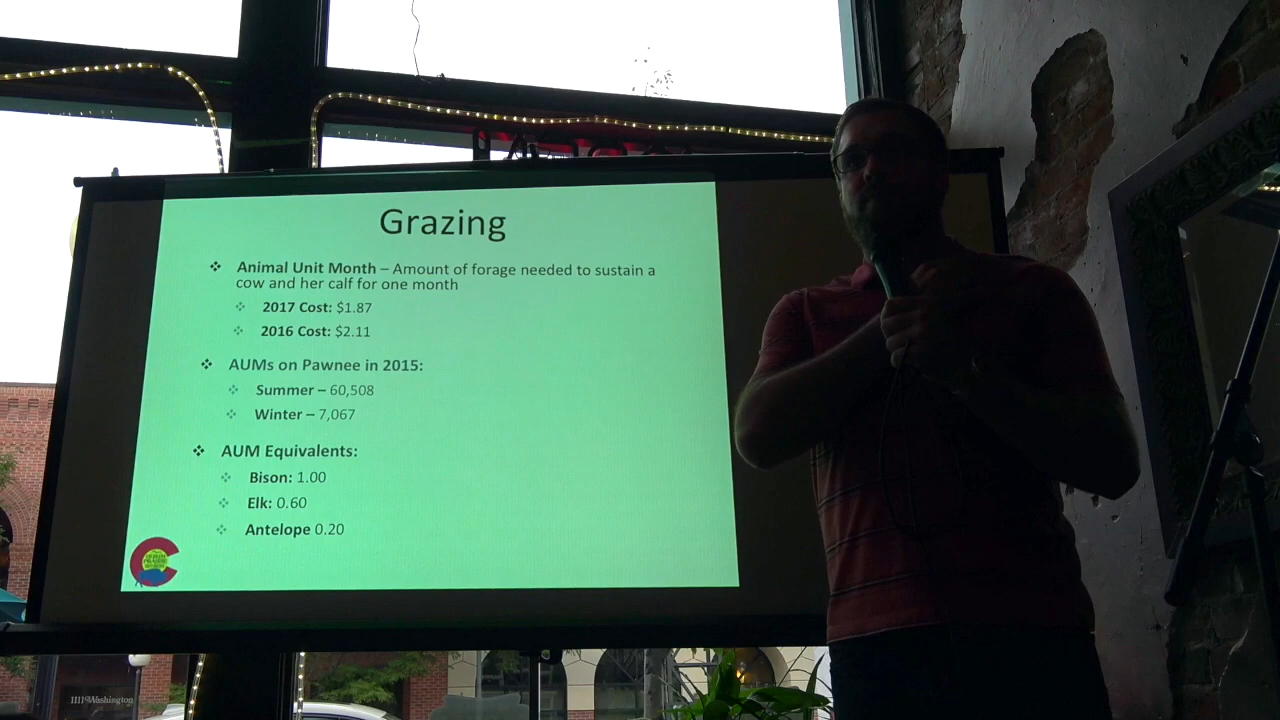 Grazing
❖ Animal Unit Month – Amount of forage needed to sustain a
cow and her calf for one month
❖ 2017 Cost: $1.87
❖ 2016 Cost: $2.11
❖ AUMs on Pawnee in 2015:
❖ Summer – 60,508
❖ Winter – 7,067
❖ AUM Equivalents:
❖ Bison: 1.00
❖ Elk: 0.60
❖ Antelope 0.20
1119 Washington